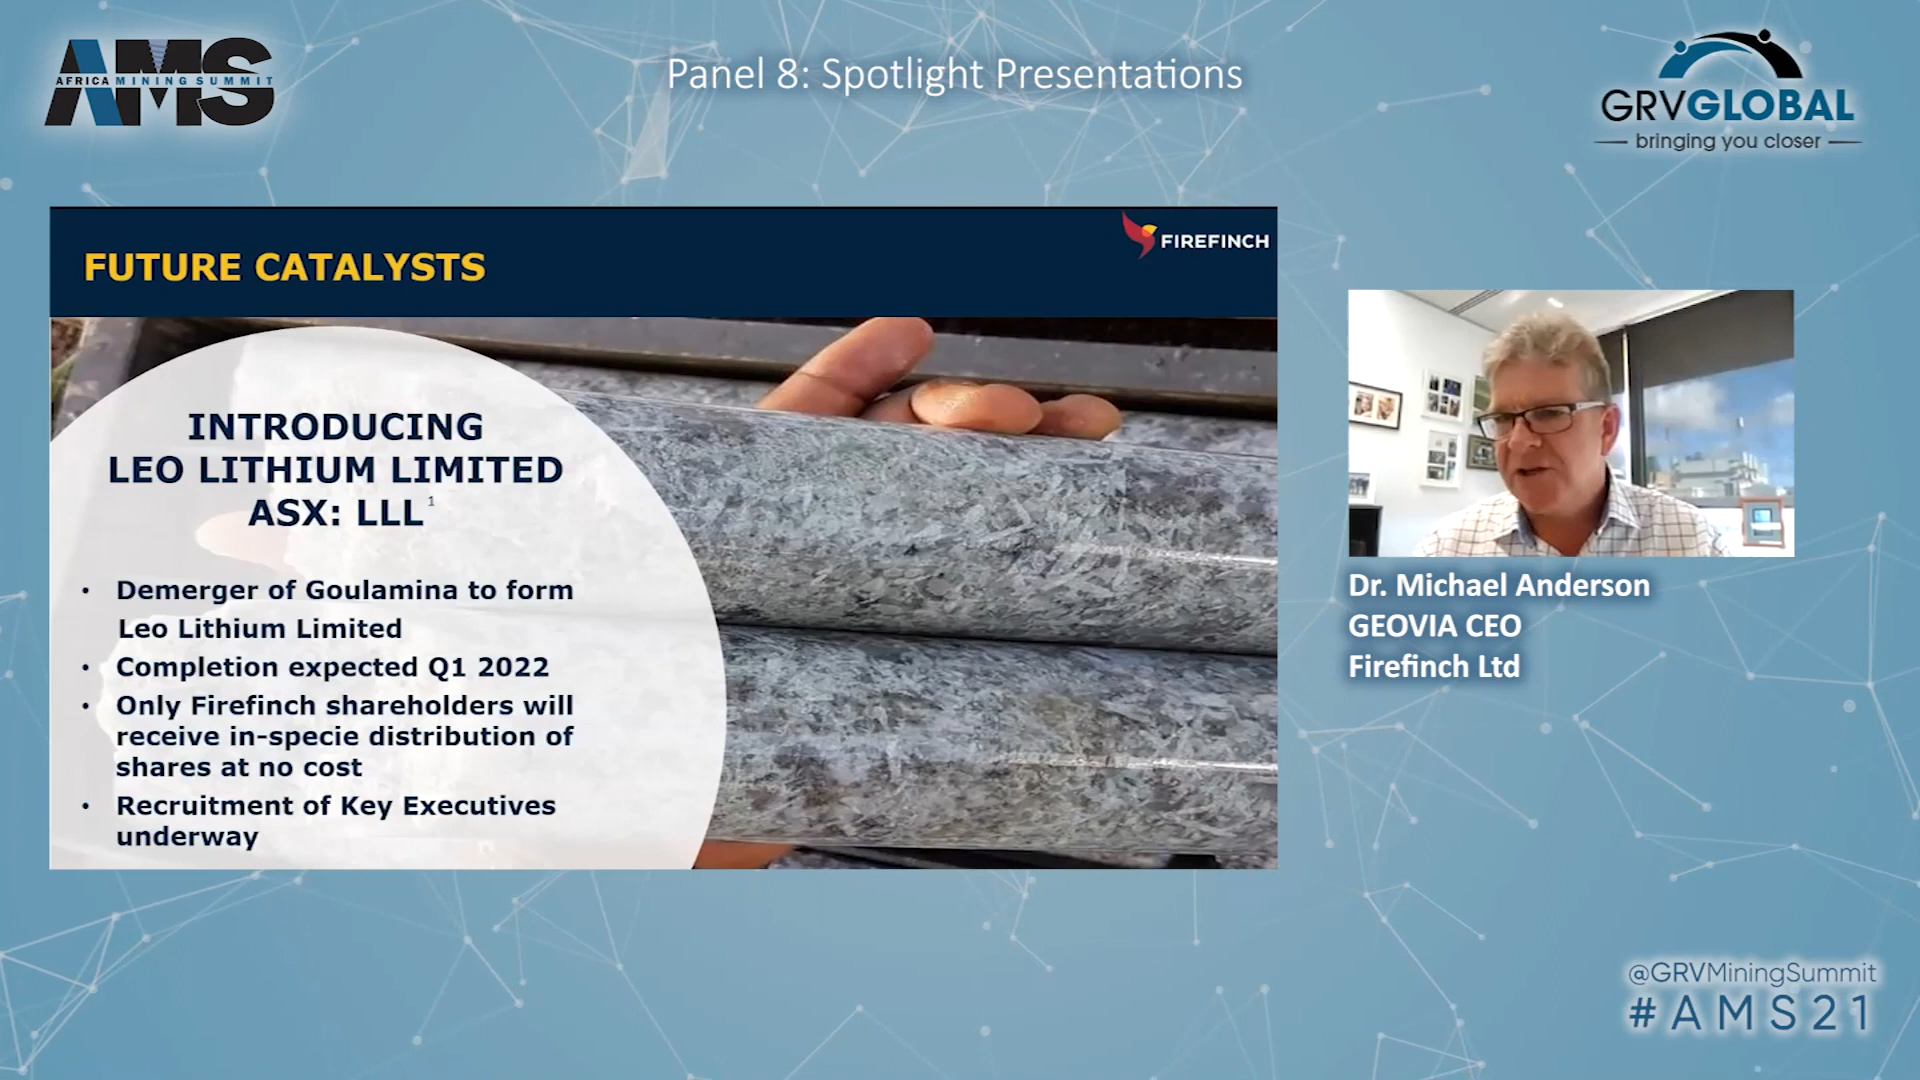 AMS
AFRICA MINING SUMMIT
Panel 8: Spotlight Presentations
GRVGLOBAL
bringing you closer
FUTURE CATALYSTS
FIREFINCH
INTRODUCING
LEO LITHIUM LIMITED
ASX: LLL 1
• Demerger of Goulamina to form
Leo Lithium Limited
• Completion expected Q1 2022
• Only Firefinch shareholders will
receive in-specie distribution of
shares at no cost
• Recruitment of Key Executives
underway
Dr. Michael Anderson
GEOVIA CEO
Firefinch Ltd
@GRVMiningSummit
#AMS21